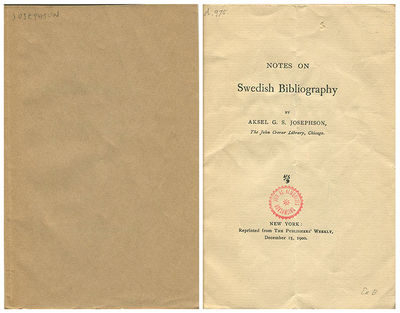 JOSEPHSON
NOTES ON
Swedish Bibliography
BY
AKSEL G. S. JOSEPHSON,
The John Crerar Library, Chicago.
NEW YORK:
Reprinted from THE PUBLISHERS' WEEKLY,
December 15, 1900.